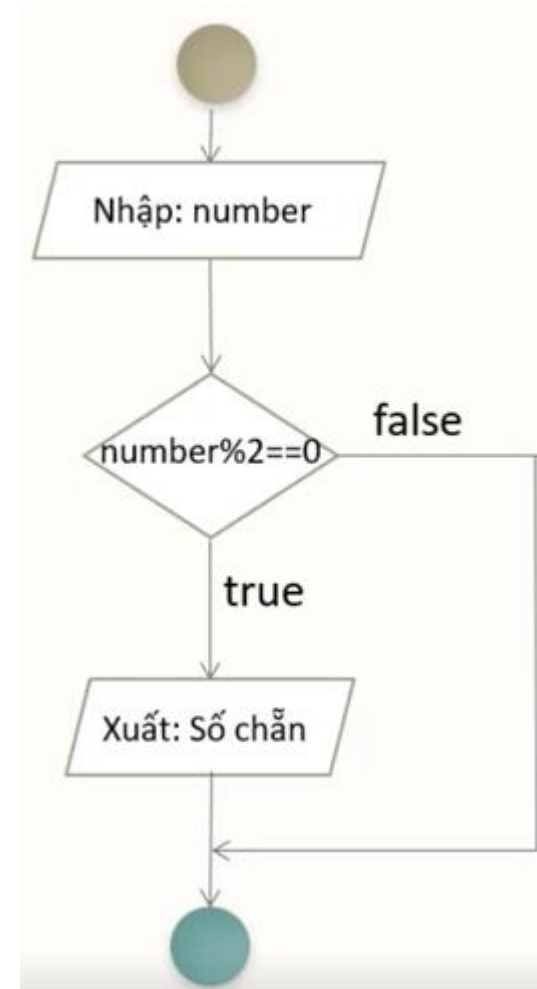 Nhập: number
number%2==0
false
true
Xuất: Số chẵn